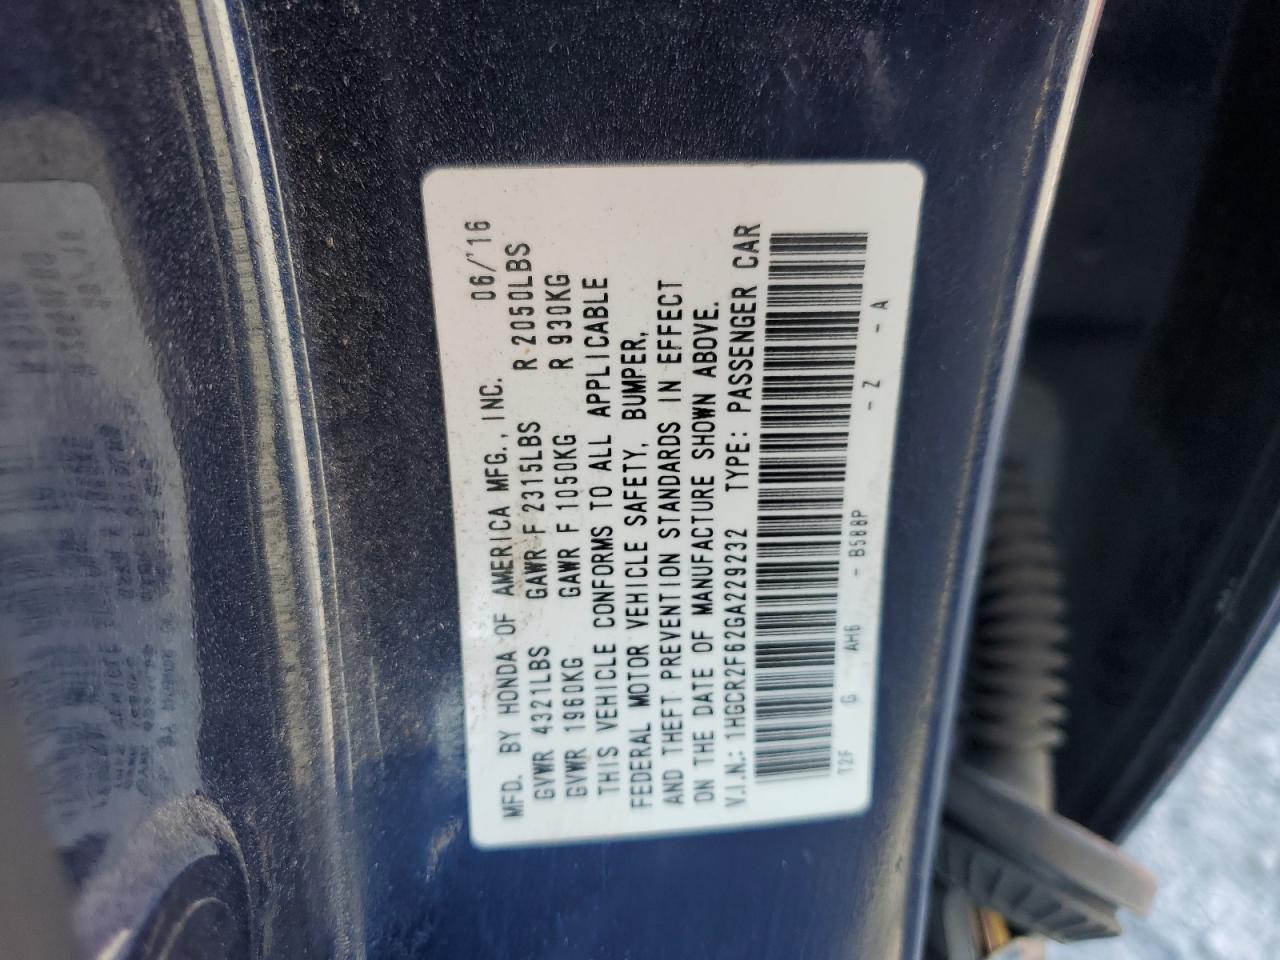 MFD. BY HONDA OF AMERICA MFG., INC. 06/'16
GVWR 4321LBS GAWR F 2315LBS R 2050LBS
GVWR 1960KG GAWR F 1050KG R 930KG
THIS VEHICLE CONFORMS TO ALL APPLICABLE
FEDERAL MOTOR VEHICLE SAFETY, BUMPER,
AND THEFT PREVENTION STANDARDS IN EFFECT
ON THE DATE OF MANUFACTURE SHOWN ABOVE.
V.I.N.: 1HGCR2F62GA229232 TYPE: PASSENGER CAR
T2F G AH6 - B588P - Z - A